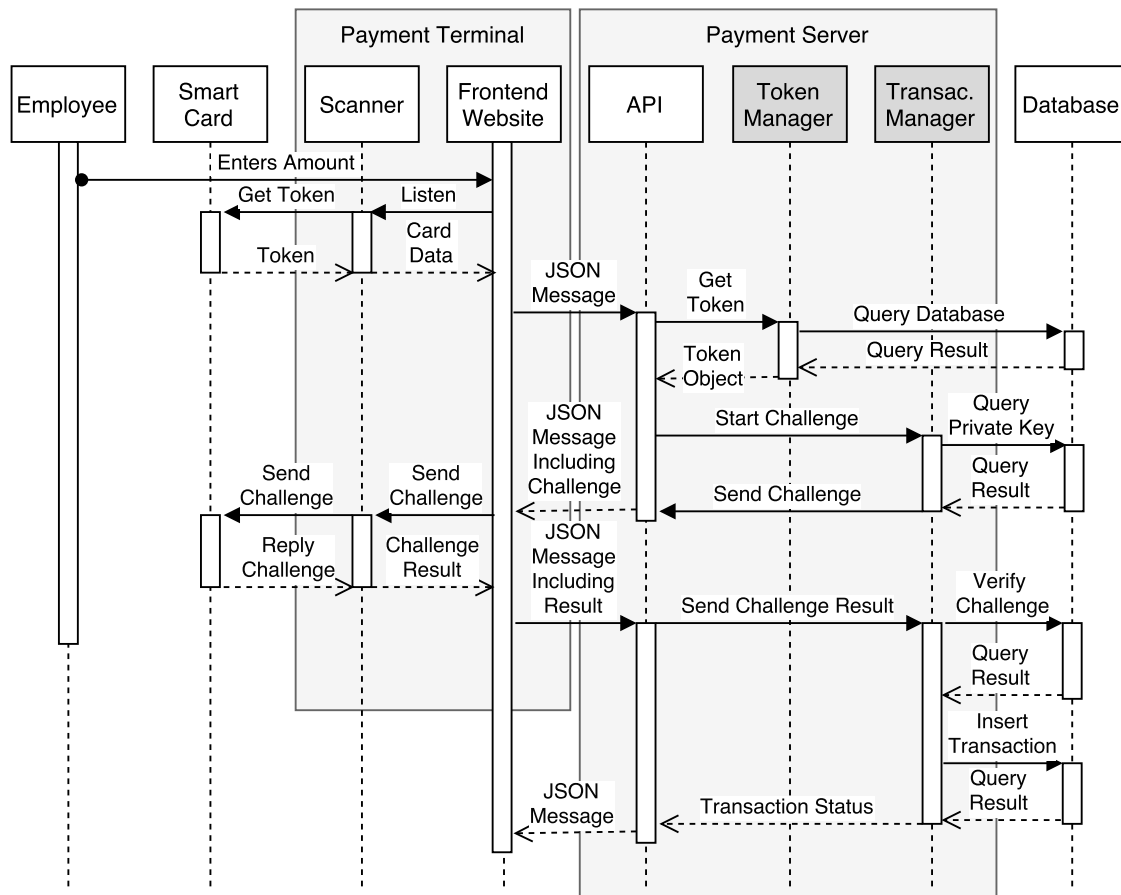 Payment Terminal
Payment Server
Employee
Smart
Card
Scanner
Frontend
Website
API
Token
Manager
Transac.
Manager
Database
Enters Amount
Get Token
Listen
Token
Card
Data
JSON
Message
Get
Token
Query Database
Query Result
Token
Object
Start Challenge
Query
Private Key
JSON
Message
Including
Challenge
Query
Result
Send Challenge
Send
Challenge
Send
Challenge
Reply
Challenge
Challenge
Result
JSON
Message
Including
Result
Send Challenge Result
Verify
Challenge
Query
Result
Insert
Transaction
Query
Result
Transaction Status
JSON
Message